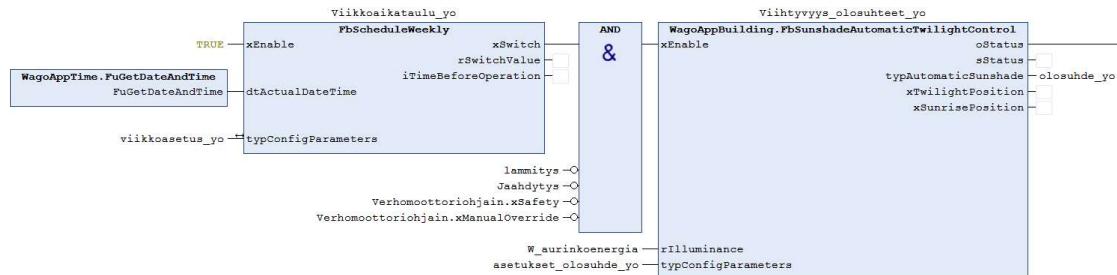 Viikkoaikataulu_yo
FbScheduleWeekly
TRUE xEnable xSwitch
rSwitchValue
iTimeBeforeOperation
WagoAppTime.FuGetDateAndTime
FuGetDateAndTime dtActualDateTime
viikkoasetus_yo typConfigParameters
AND
&
lammitys
Jaahdytys
Verhomoottoriohjain.xSafety
Verhomoottoriohjain.xManualOverride
Viihtyvyys_olosuhteet_yo
WagoAppBuilding.FbSunshadeAutomaticTwilightControl
xEnable oStatus
sStatus
typAutomaticSunshade olosuhde_yo
xTwilightPosition
xSunrisePosition
W_aurinkoenergia rIlluminance
asetukset_olosuhde_yo typConfigParameters